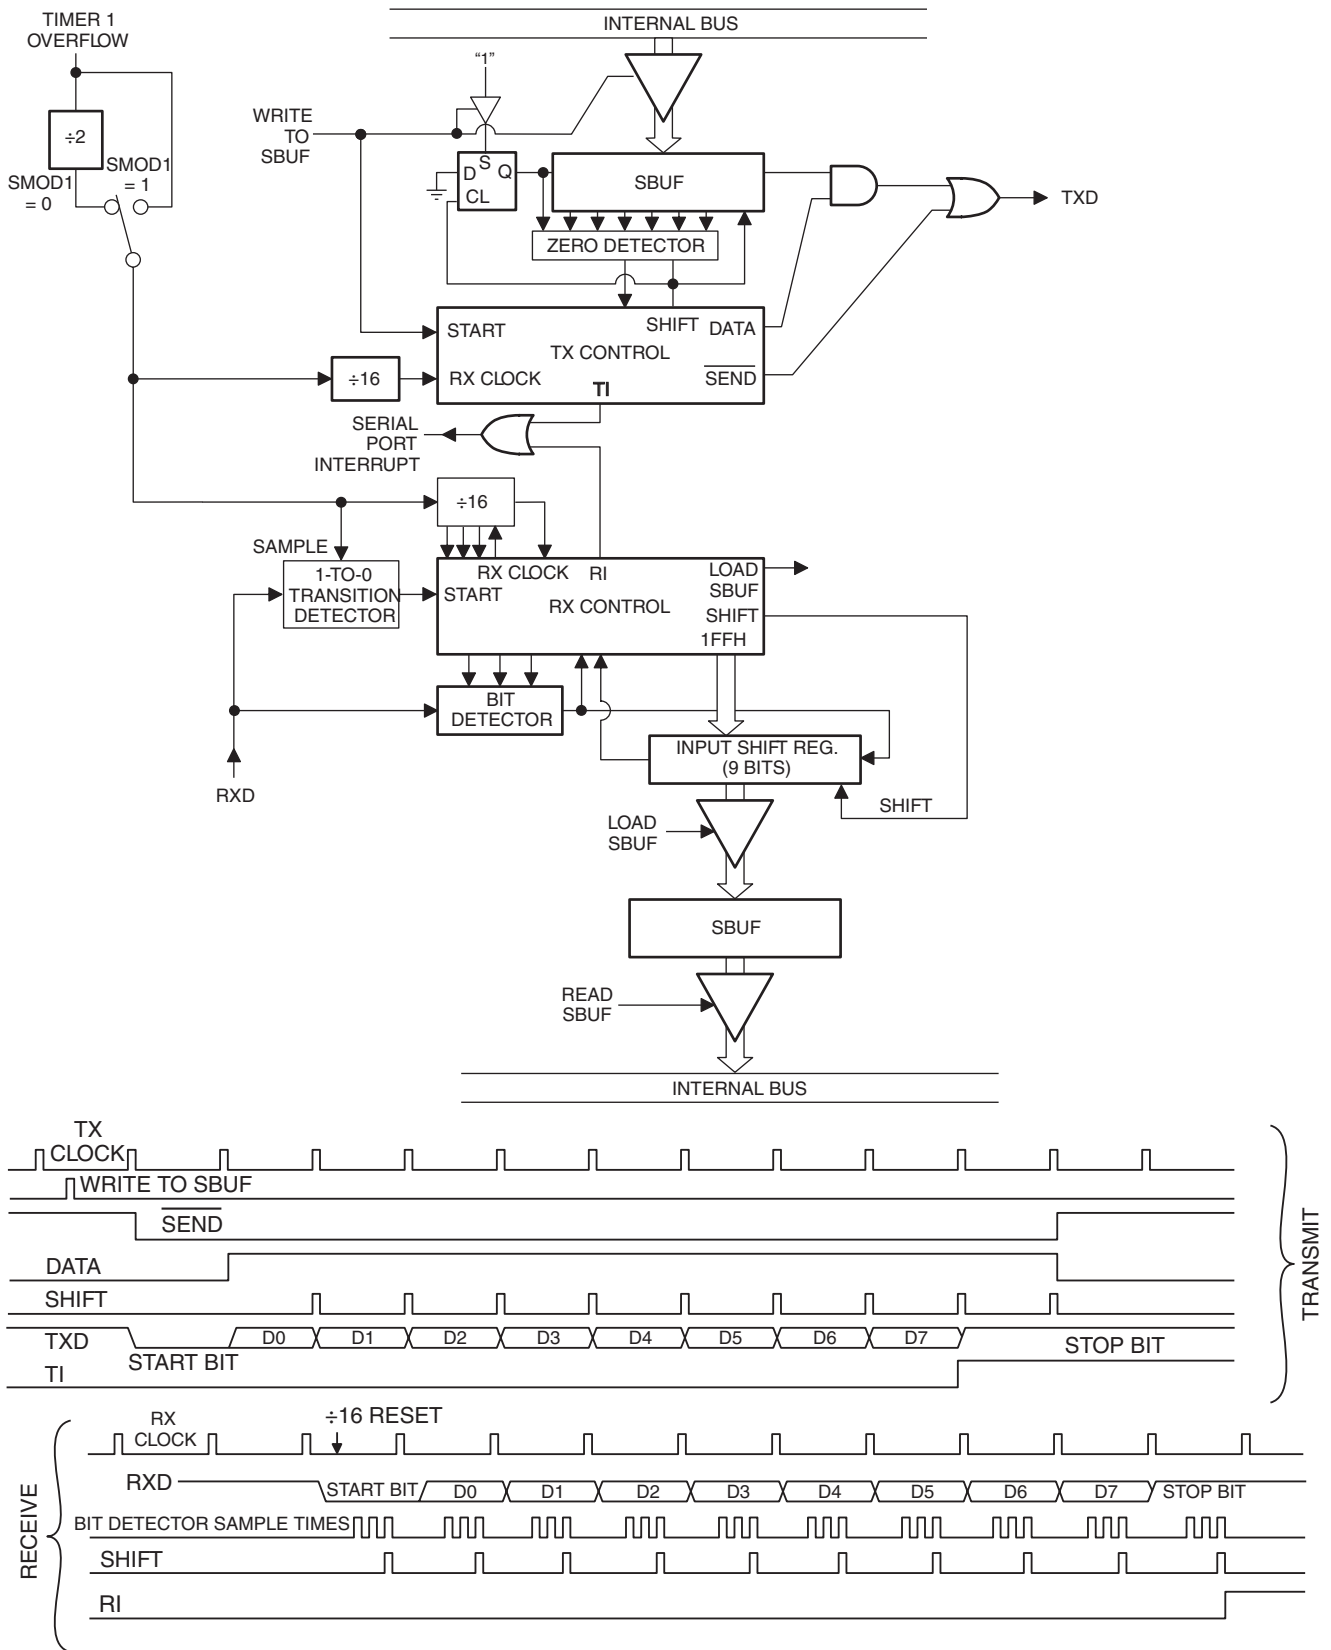 TIMER 1
OVERFLOW
INTERNAL BUS
“1”
WRITE
TO
SBUF
÷2
SMOD1
= 0
SMOD1
= 1
D
S
Q
CL
SBUF
TXD
ZERO DETECTOR
START
SHIFT
DATA
TX CONTROL
÷16
RX CLOCK
TI
SEND
SERIAL
PORT
INTERRUPT
÷16
SAMPLE
1-TO-0
TRANSITION
DETECTOR
RX CLOCK
RI
LOAD
SBUF
START
RX CONTROL
SHIFT
1FFH
BIT
DETECTOR
INPUT SHIFT REG.
(9 BITS)
RXD
SHIFT
LOAD
SBUF
SBUF
READ
SBUF
INTERNAL BUS
TX
CLOCK
WRITE TO SBUF
SEND
DATA
SHIFT
TXD
D0 D1 D2 D3 D4 D5 D6 D7
START BIT
STOP BIT
TI
TRANSMIT
RX
CLOCK
÷16 RESET
RXD
START BIT D0 D1 D2 D3 D4 D5 D6 D7 STOP BIT
BIT DETECTOR SAMPLE TIMES
SHIFT
RI
RECEIVE